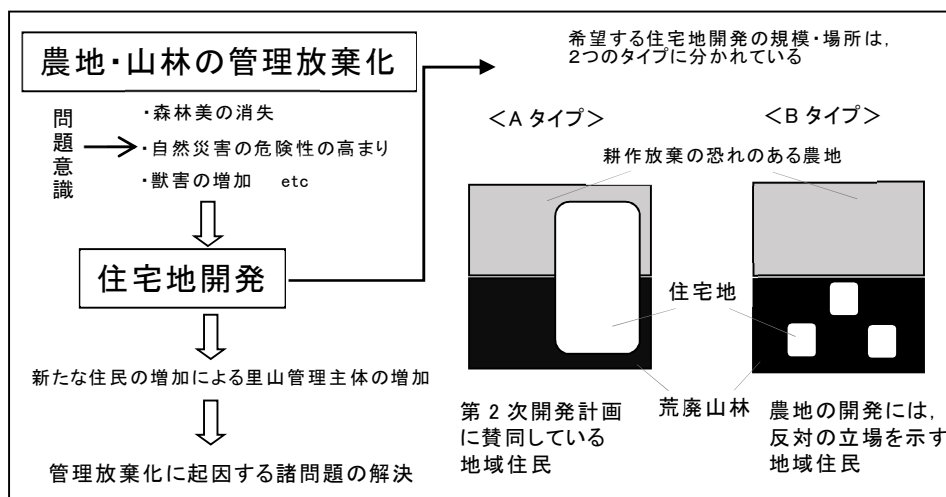 農地・山林の管理放棄化
問題意識
・森林美の消失
・自然災害の危険性の高まり
・獣害の増加 etc
住宅地開発
新たな住民の増加による里山管理主体の増加
管理放棄化に起因する諸問題の解決
希望する住宅地開発の規模・場所は,
2つのタイプに分かれている
＜A タイプ＞
＜B タイプ＞
耕作放棄の恐れのある農地
住宅地
荒廃山林
第 2 次開発計画
に賛同している
地域住民
農地の開発には,
反対の立場を示す
地域住民